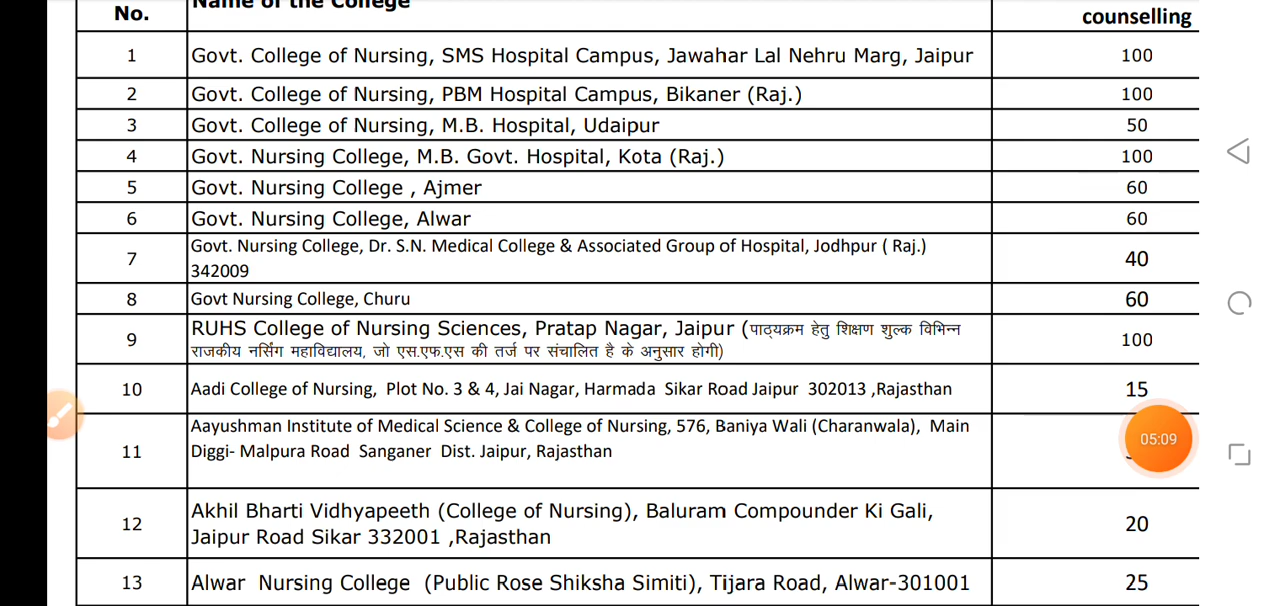 No.
Name of the College
counselling
1 Govt. College of Nursing, SMS Hospital Campus, Jawahar Lal Nehru Marg, Jaipur 100
2 Govt. College of Nursing, PBM Hospital Campus, Bikaner (Raj.) 100
3 Govt. College of Nursing, M.B. Hospital, Udaipur 50
4 Govt. Nursing College, M.B. Govt. Hospital, Kota (Raj.) 100
5 Govt. Nursing College , Ajmer 60
6 Govt. Nursing College, Alwar 60
7 Govt. Nursing College, Dr. S.N. Medical College & Associated Group of Hospital, Jodhpur ( Raj.) 40
342009
8 Govt Nursing College, Churu 60
9 RUHS College of Nursing Sciences, Pratap Nagar, Jaipur (पाठ्यक्रम हेतु शिक्षण शुल्क विभिन्न 100
राजकीय नर्सिंग महाविद्यालय, जो एस.एफ.एस की तर्ज पर संचालित है के अनुसार होगी)
10 Aadi College of Nursing, Plot No. 3 & 4, Jai Nagar, Harmada Sikar Road Jaipur 302013 ,Rajasthan 15
11 Aayushman Institute of Medical Science & College of Nursing, 576, Baniya Wali (Charanwala), Main
Diggi- Malpura Road Sanganer Dist. Jaipur, Rajasthan
05:09
12 Akhil Bharti Vidhyapeeth (College of Nursing), Baluram Compounder Ki Gali, 20
Jaipur Road Sikar 332001 ,Rajasthan
13 Alwar Nursing College (Public Rose Shiksha Simiti), Tijara Road, Alwar-301001 25